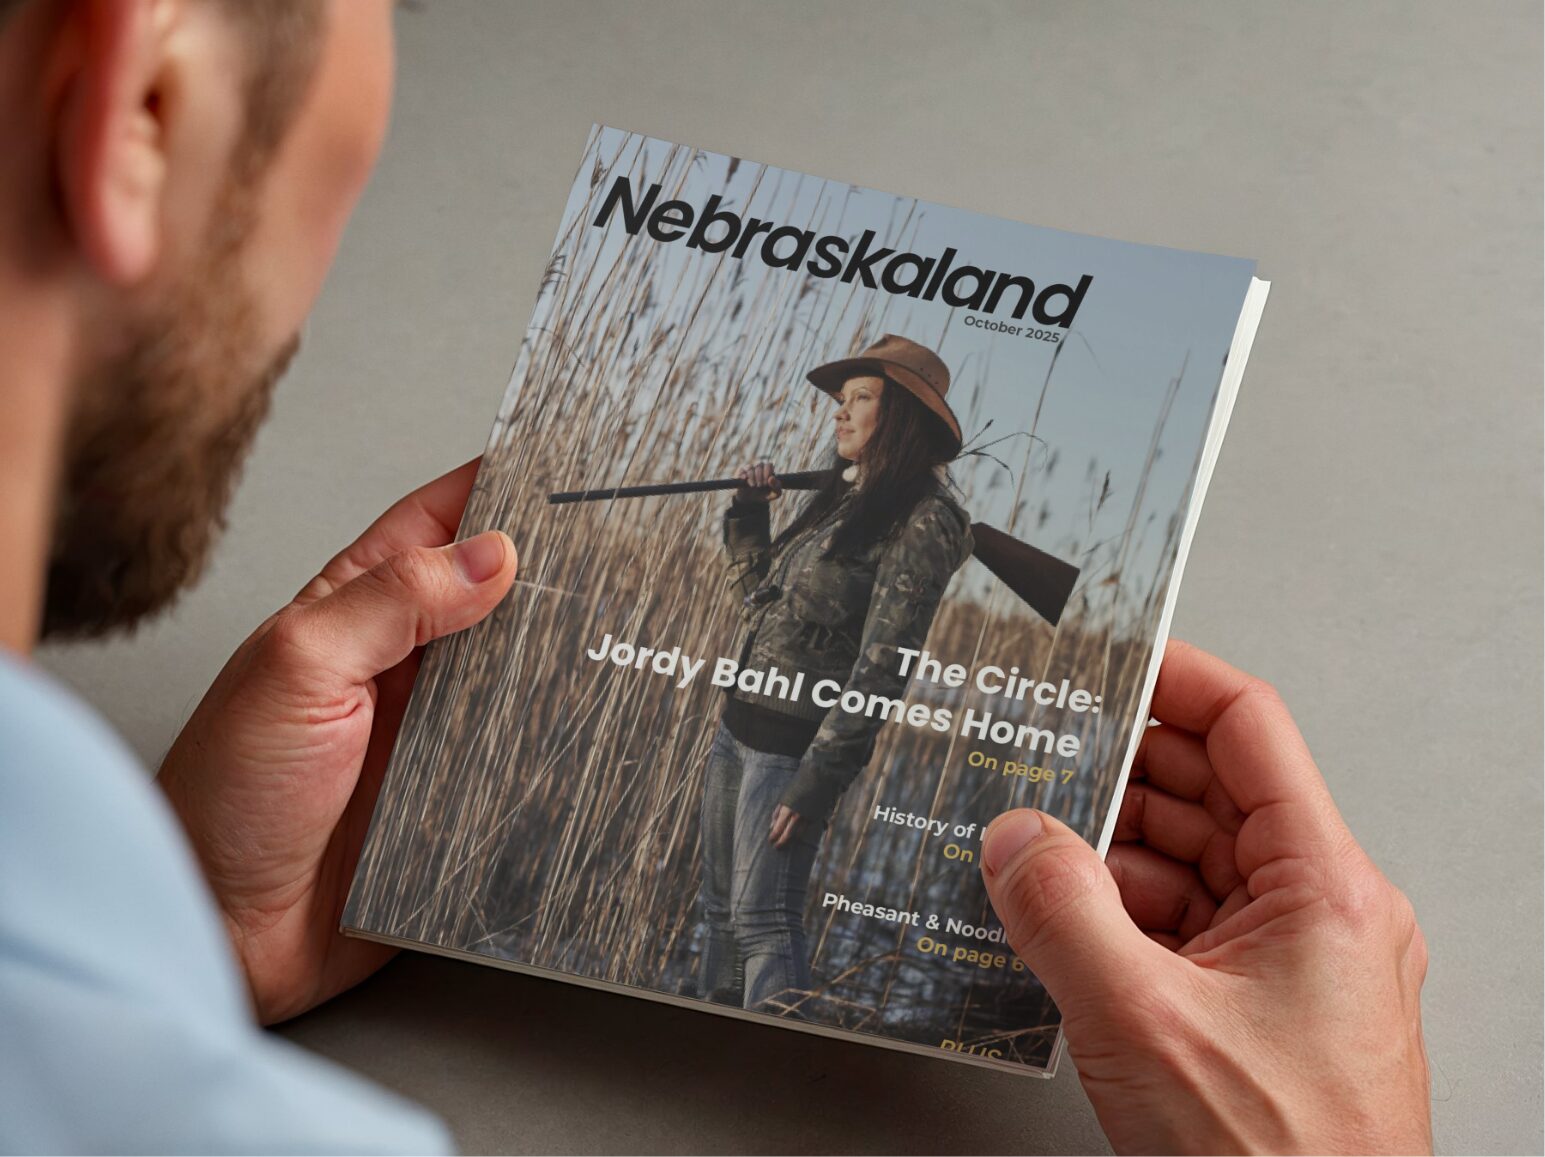 Nebraskaland
October 2025
The Circle:
Jordy Bahl Comes Home
On page 7
History of
On
Pheasant &
On page 6
PLUS